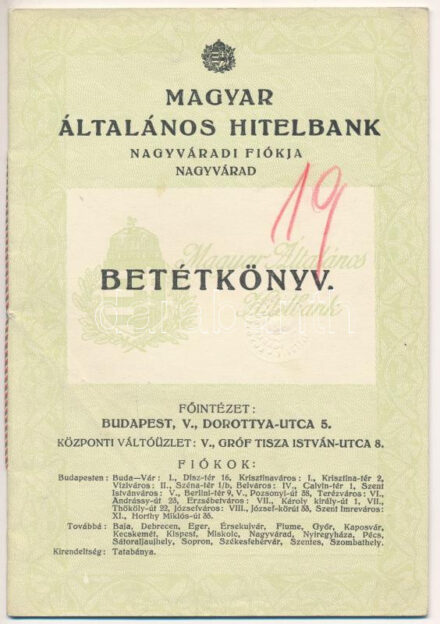 MAGYAR
ÁLTALÁNOS HITELBANK
NAGYVÁRADI FIÓKJA
NAGYVÁRAD
19
Magyar Általános
BETÉTKÖNYV.
Hitelbank
FŐINTÉZET:
BUDAPEST, V., DOROTTYA-UTCA 5.
KÖZPONTI VÁLTÓÜZLET: V., GRÓF TISZA ISTVÁN-UTCA 8.
FIÓKOK:
Budapesten: Buda—Vár: I., Dísz-tér 16, Krisztinaváros: I., Krisztina-tér 2,
Víziváros: II., Széna-tér 1/b, Belváros: IV., Calvin-tér 1, Szent
Istvánváros: V., Berlini-tér 9, V., Pozsonyi-út 38, Terézváros: VI.,
Andrássy-út 23, Erzsébetváros: VII., Károly király-út 1, VII.,
Thököly-út 22, Józsefváros: VIII., József-körút 33, Szent Imreváros:
XI., Horthy Miklós-út 35.
Továbbá: Baja, Debrecen, Eger, Érsekujvár, Fiume, Győr, Kaposvár,
Kecskemét, Kispest, Miskolc, Nagyvárad, Nyíregyháza, Pécs,
Sátoraljaujhely, Sopron, Székesfehérvár, Szentes, Szombathely.
Kirendeltség: Tatabánya.